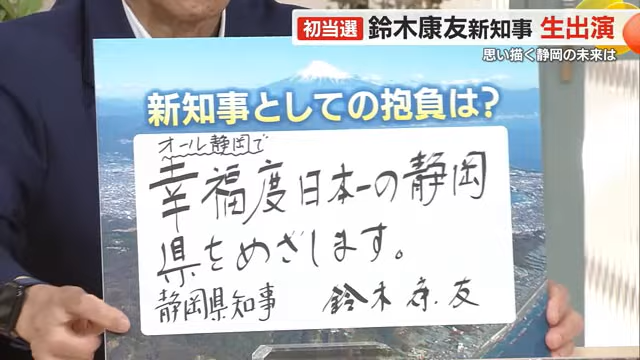 初当選 鈴木康友新知事 生出演
思い描く静岡の未来は
新知事としての抱負は?
オール静岡で
幸福度日本一の静岡
県をめざします。
静岡県知事 鈴木康友